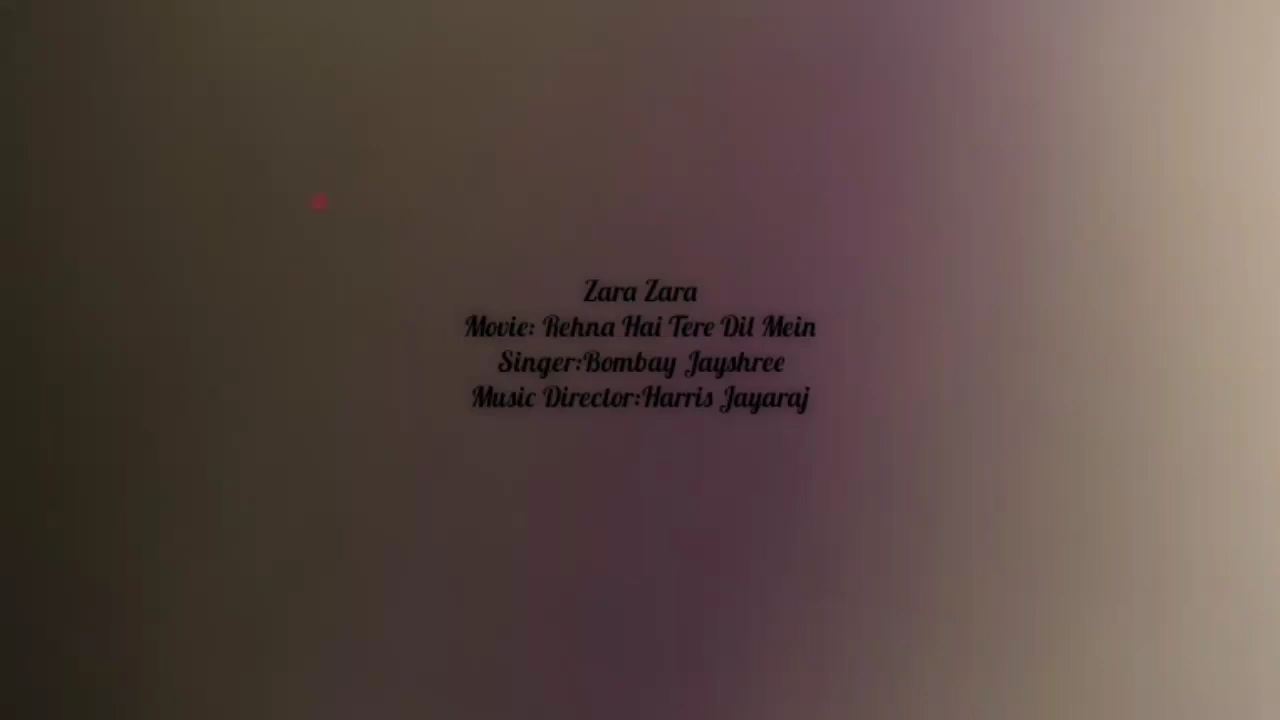 Zara Zara
Movie: Rehna Hai Tere Dil Mein
Singer:Bombay Jayshree
Music Director:Harris Jayaraj